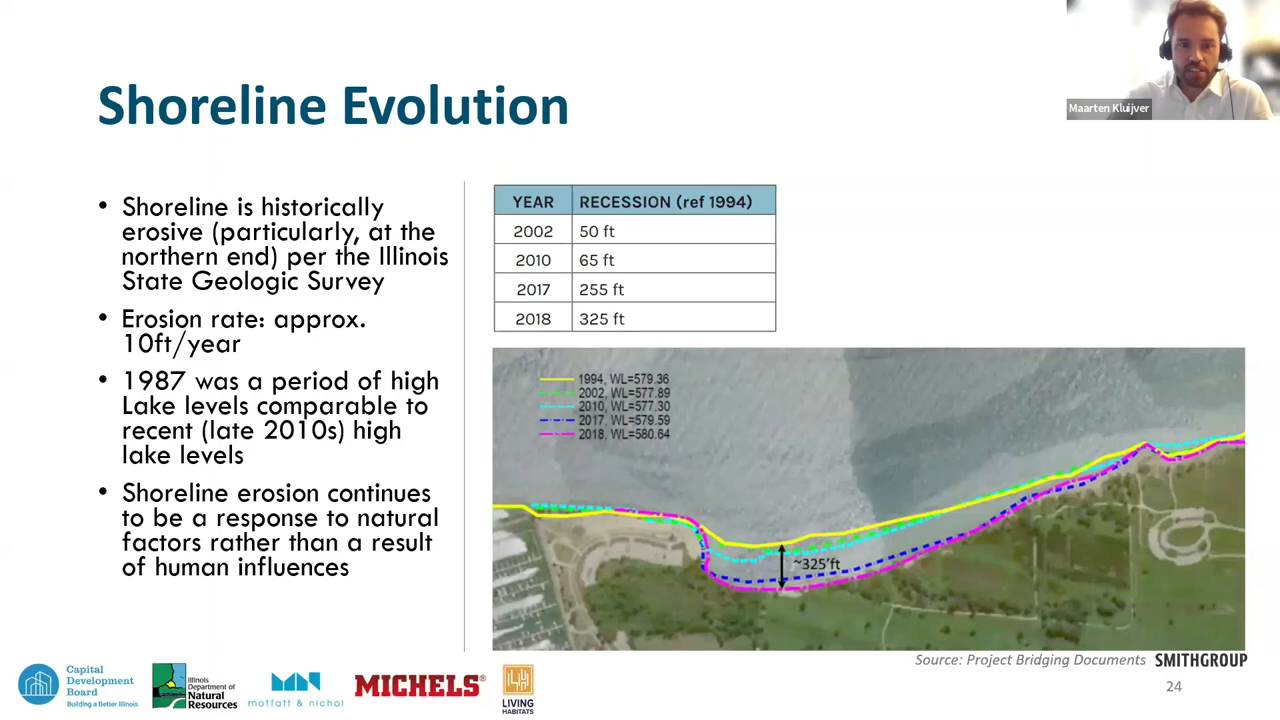 Maarten Kluijver
Shoreline Evolution
• Shoreline is historically
erosive (particularly, at the
northern end) per the Illinois
State Geologic Survey
• Erosion rate: approx.
10ft/year
• 1987 was a period of high
Lake levels comparable to
recent (late 2010s) high
lake levels
• Shoreline erosion continues
to be a response to natural
factors rather than a result
of human influences
YEAR RECESSION (ref 1994)
2002 50 ft
2010 65 ft
2017 255 ft
2018 325 ft
1994, WL=579.36
2002, WL=577.89
2010, WL=577.30
2017, WL=579.59
2018, WL=580.64
~325'ft
Source: Project Bridging Documents SMITHGROUP
24
Capital
Development
Board
Building a Better Illinois
Illinois
Department of
Natural
Resources
moffatt & nichol
MICHELS®
LIVING
HABITATS